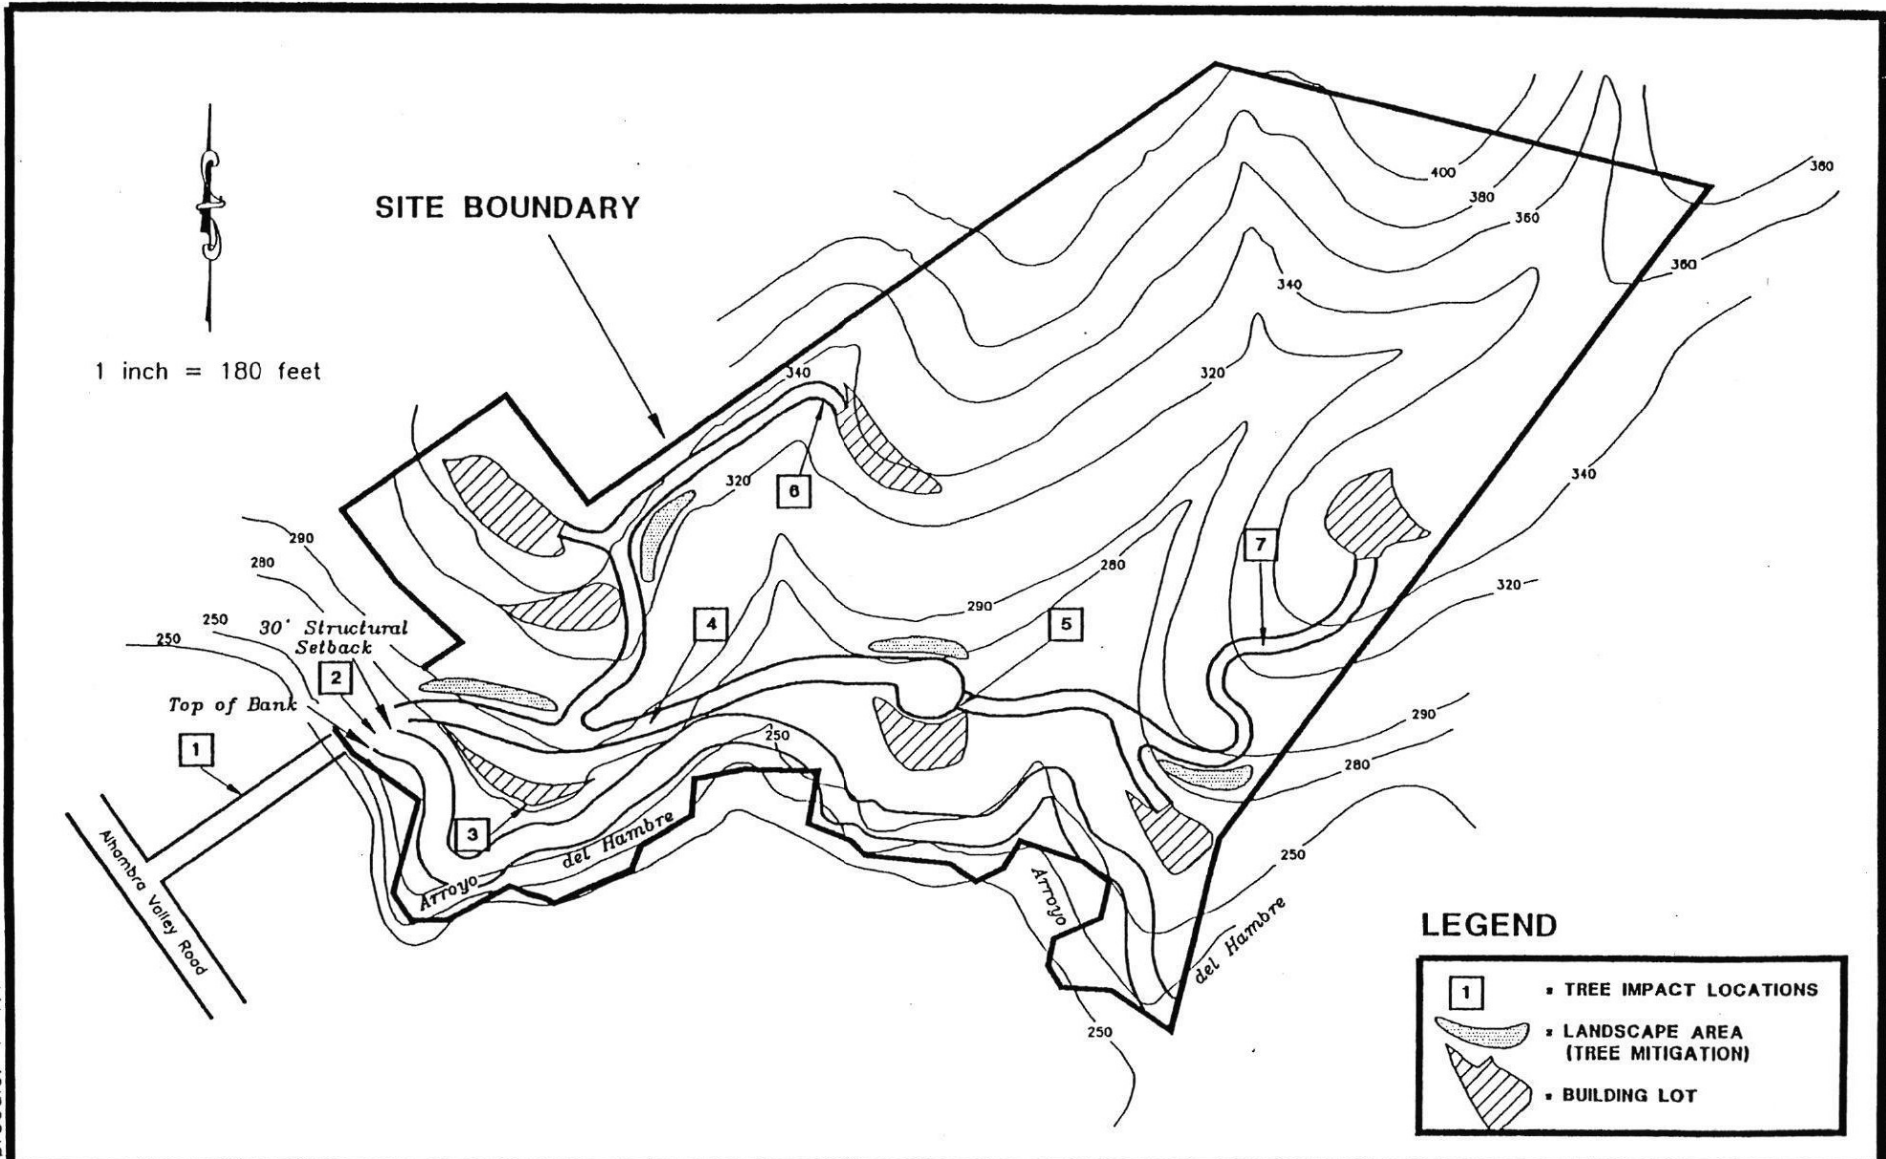 SITE BOUNDARY
1 inch = 180 feet
400
380
380
360
360
340
340
320
340
320
6
340
7
290
280
280
290
320
250
250
30' Structural
Setback
4
5
2
Top of Bank
1
250
290
280
3
del Hambre
Arroyo
Arroyo
250
del Hambre
250
Alhambra Valley Road
LEGEND
1 = TREE IMPACT LOCATIONS
= LANDSCAPE AREA
(TREE MITIGATION)
= BUILDING LOT